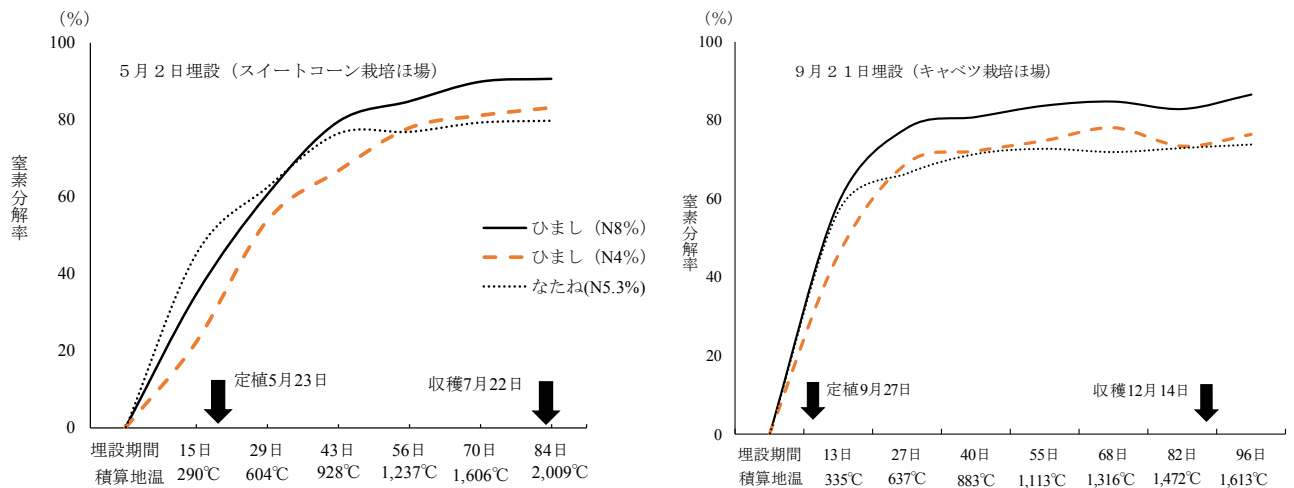 (%)
100
80
60
40
20
0
窒素分解率
5月2日埋設（スイートコーン栽培ほ場）
ひまし（N8%）
ひまし（N4%）
なたね(N5.3%)
定植5月23日
収穫7月22日
埋設期間 15日 29日 43日 56日 70日 84日
積算地温 290℃ 604℃ 928℃ 1,237℃ 1,606℃ 2,009℃
(%)
100
80
60
40
20
0
窒素分解率
9月21日埋設（キャベツ栽培ほ場）
定植9月27日
収穫12月14日
埋設期間 13日 27日 40日 55日 68日 82日 96日
積算地温 335℃ 637℃ 883℃ 1,113℃ 1,316℃ 1,472℃ 1,613℃